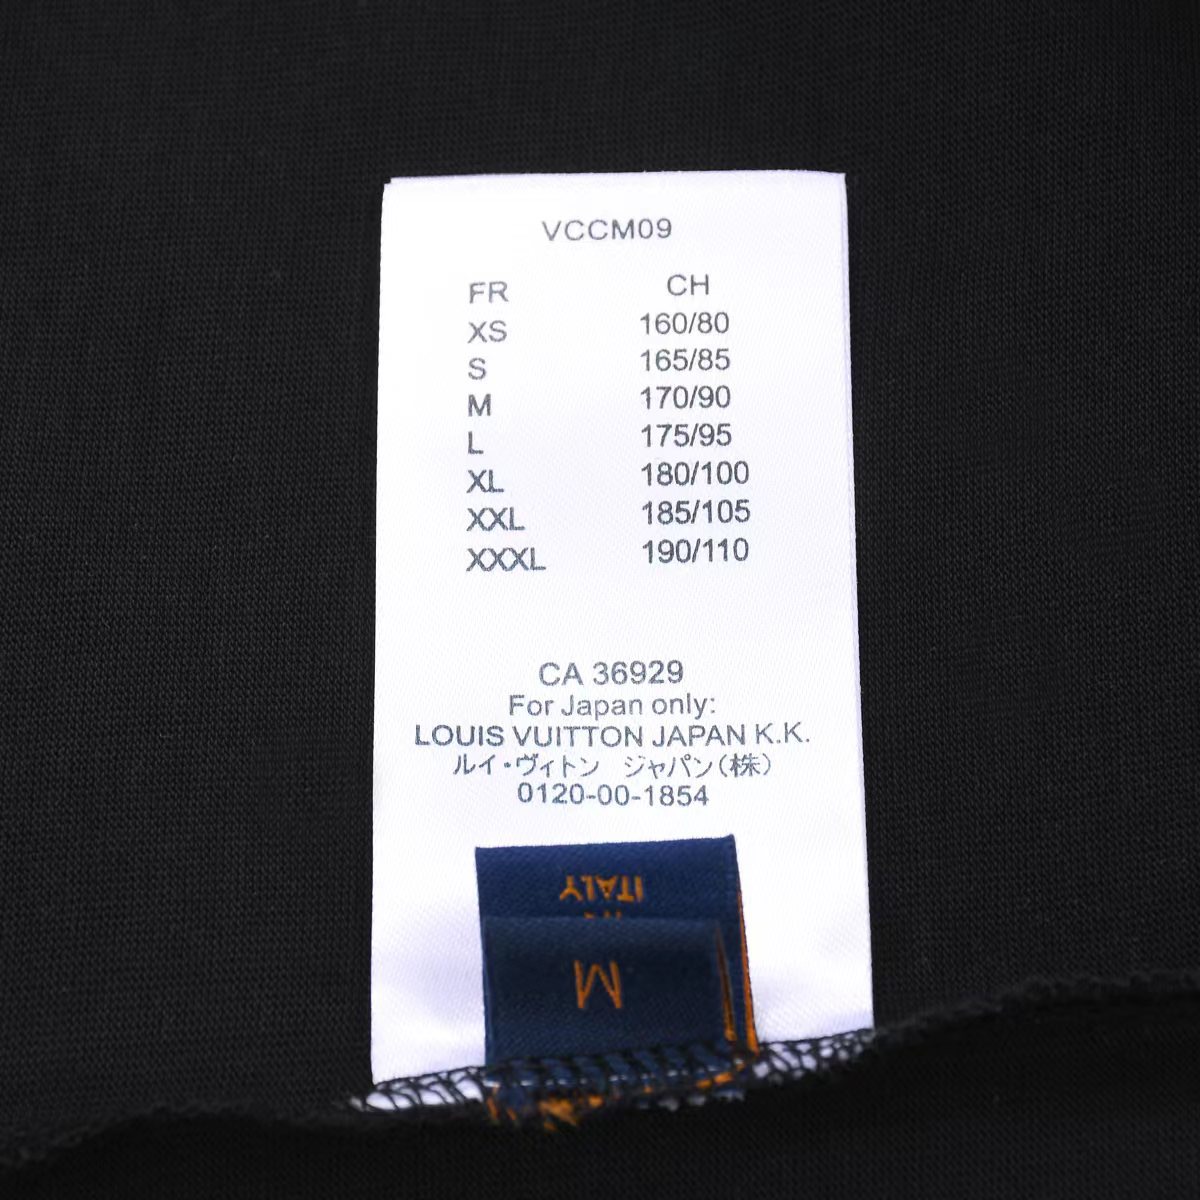 VCCM09
FR CH
XS 160/80
S 165/85
M 170/90
L 175/95
XL 180/100
XXL 185/105
XXXL 190/110
CA 36929
For Japan only:
LOUIS VUITTON JAPAN K.K.
ルイ・ヴィトン ジャパン(株)
0120-00-1854
ITALY
M